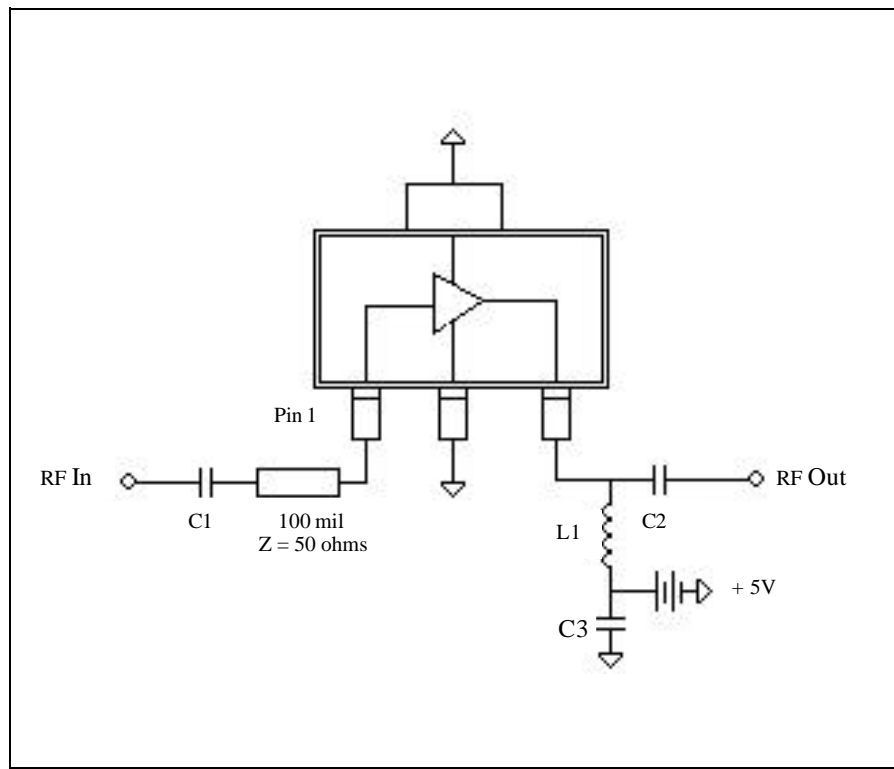 Pin 1
RF In
RF Out
C1
100 mil
Z = 50 ohms
C2
L1
+ 5V
C3